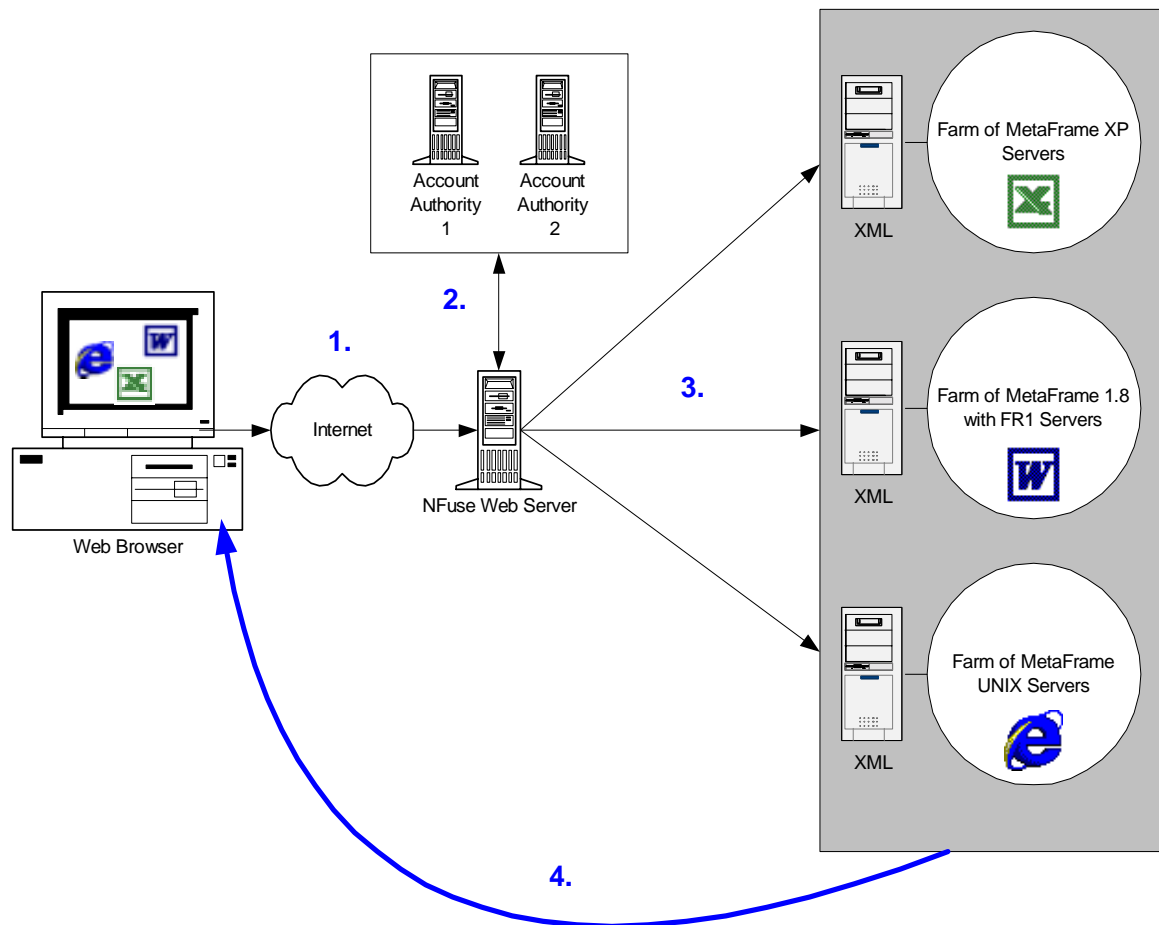 Account
Authority
1
Account
Authority
2
2.
1.
Internet
NFuse Web Server
Web Browser
3.
XML
Farm of MetaFrame XP
Servers
XML
Farm of MetaFrame 1.8
with FR1 Servers
W
W
XML
Farm of MetaFrame
UNIX Servers
4.